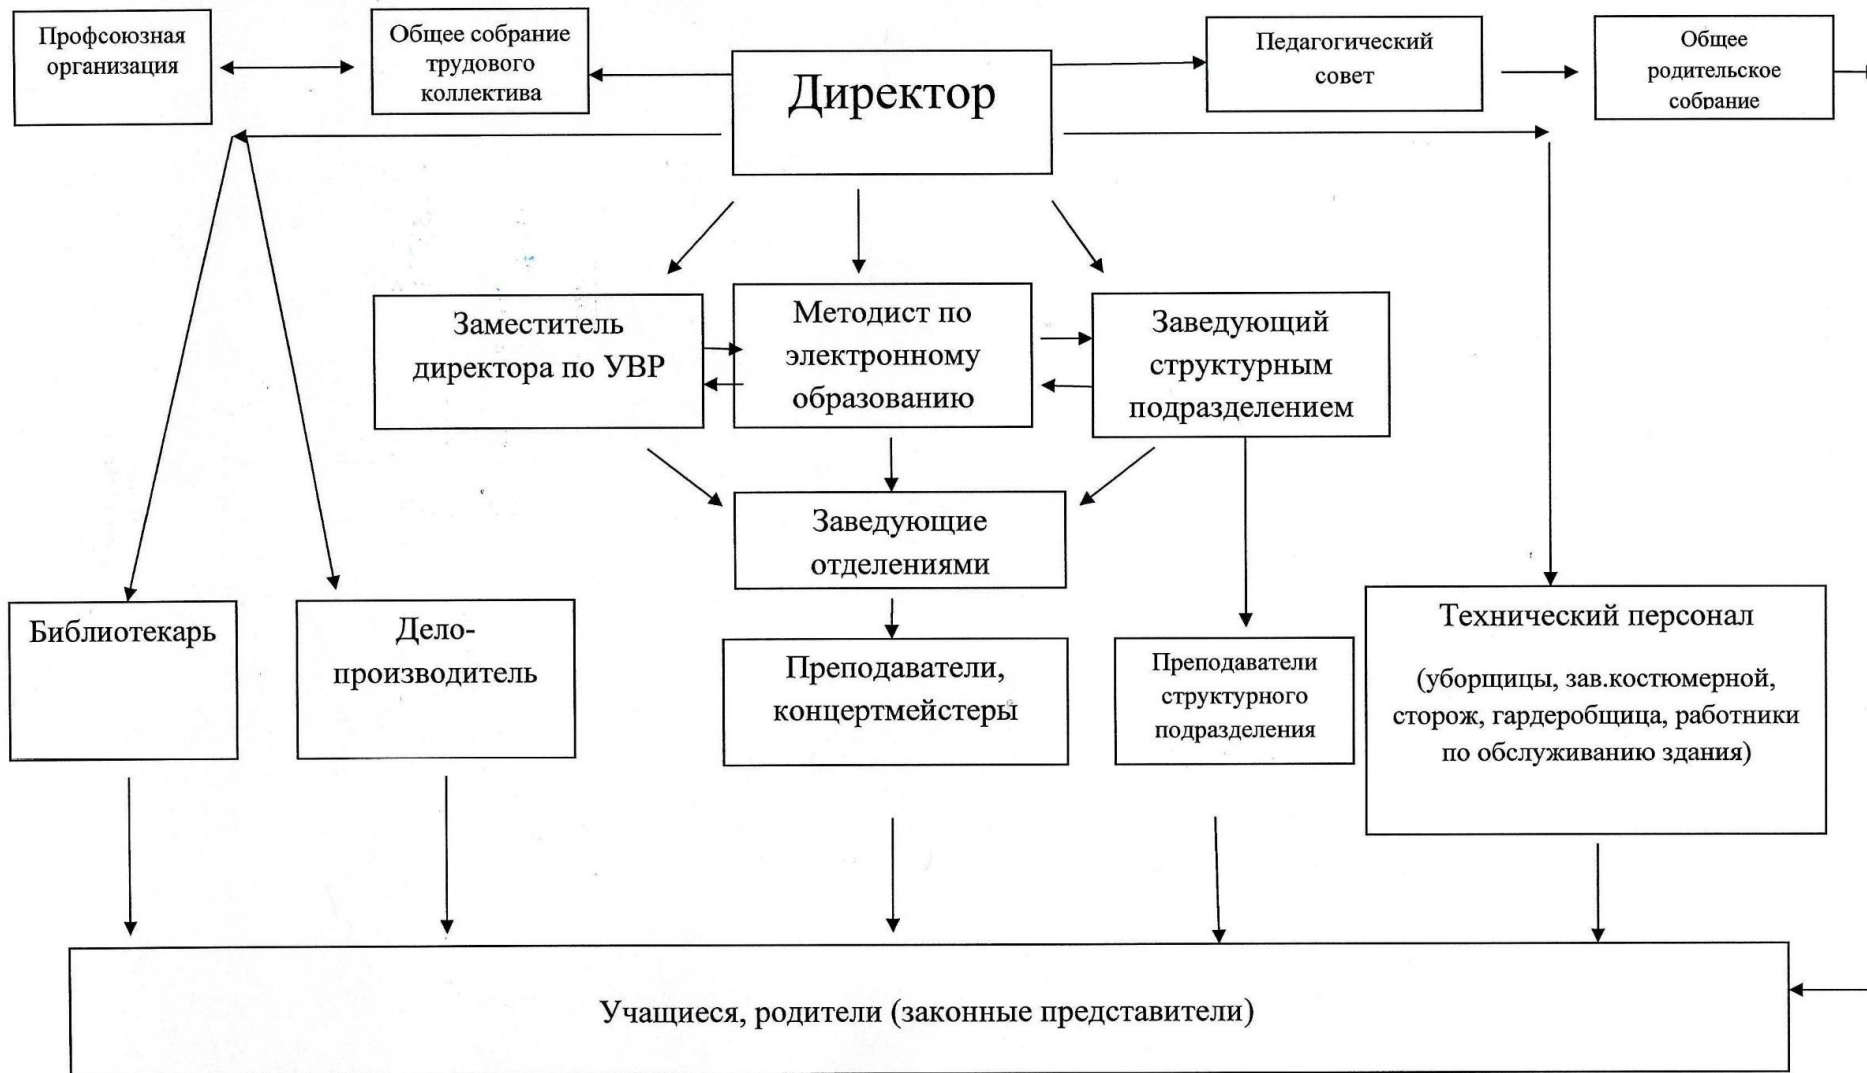 Профсоюзная
организация
Общее собрание
трудового
коллектива
Директор
Педагогический
совет
Общее
родительское
собрание
Заместитель
директора по УВР
Методист по
электронному
образованию
Заведующий
структурным
подразделением
Заведующие
отделениями
Библиотекарь
Дело-
производитель
Преподаватели,
концертмейстеры
Преподаватели
структурного
подразделения
Технический персонал
(уборщицы, зав.костюмерной,
сторож, гардеробщица, работники
по обслуживанию здания)
Учащиеся, родители (законные представители)